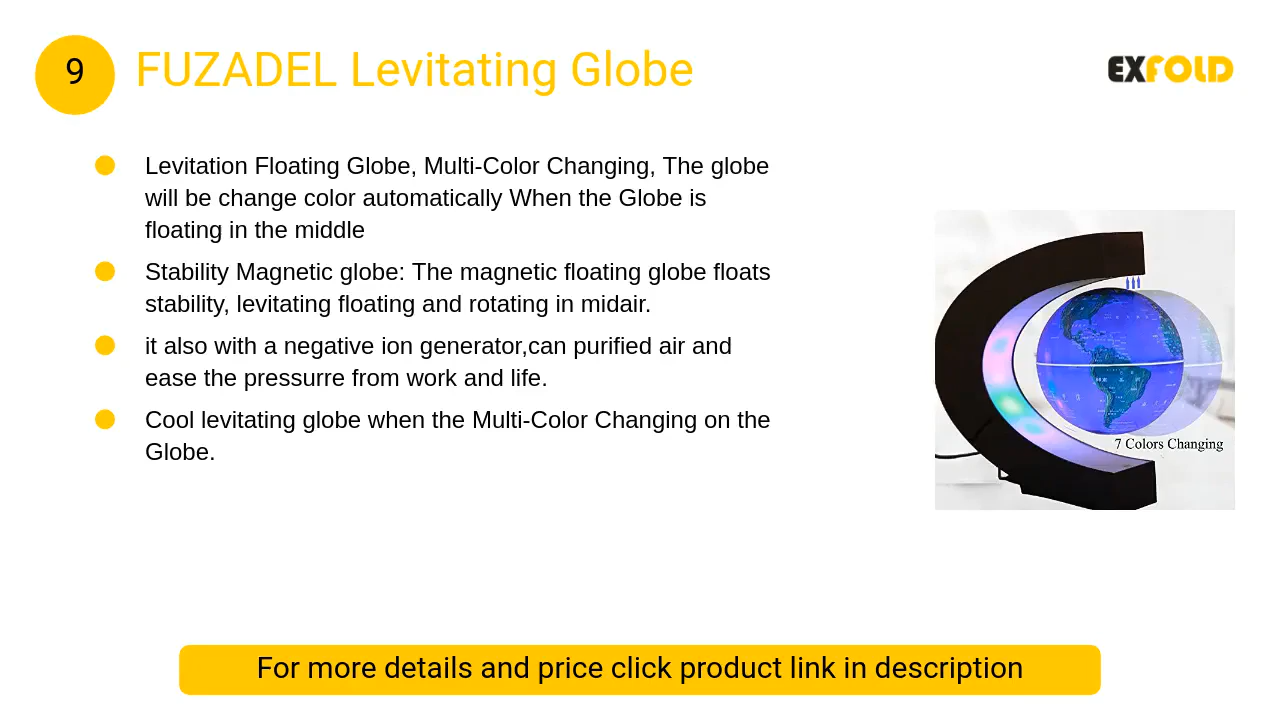 9
FUZADEL Levitating Globe
EXFOLD
Levitation Floating Globe, Multi-Color Changing, The globe
will be change color automatically When the Globe is
floating in the middle
Stability Magnetic globe: The magnetic floating globe floats
stability, levitating floating and rotating in midair.
it also with a negative ion generator,can purified air and
ease the pressurre from work and life.
Cool levitating globe when the Multi-Color Changing on the
Globe.
7 Colors Changing
For more details and price click product link in description